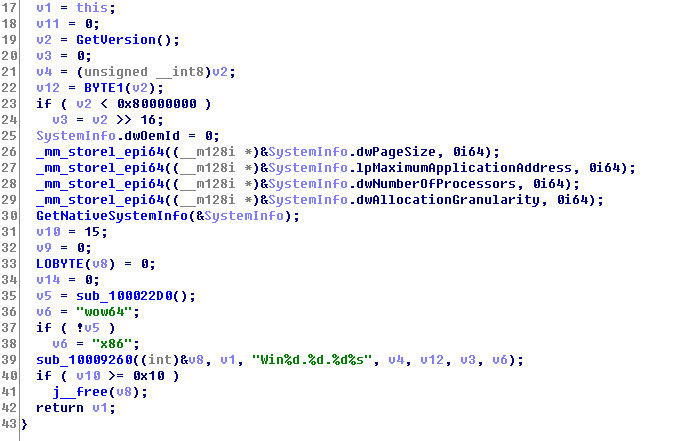 17 v1 = this;
18 v11 = 0;
19 v2 = GetVersion();
20 v3 = 0;
21 v4 = (unsigned __int8)v2;
22 v12 = BYTE1(v2);
23 if ( v2 < 0x80000000 )
24 v3 = v2 >> 16;
25 SystemInfo.dwOemId = 0;
26 _mm_storel_epi64((__m128i *)&SystemInfo.dwPageSize, 0i64);
27 _mm_storel_epi64((__m128i *)&SystemInfo.lpMaximumApplicationAddress, 0i64);
28 _mm_storel_epi64((__m128i *)&SystemInfo.dwNumberOfProcessors, 0i64);
29 _mm_storel_epi64((__m128i *)&SystemInfo.dwAllocationGranularity, 0i64);
30 GetNativeSystemInfo(&SystemInfo);
31 v10 = 15;
32 v9 = 0;
33 LOBYTE(v8) = 0;
34 v14 = 0;
35 v5 = sub_100022D0();
36 v6 = "wow64";
37 if ( !v5 )
38 v6 = "x86";
39 sub_10009260((int)&v8, v1, "Win%d.%d.%d%s", v4, v12, v3, v6);
40 if ( v10 >= 0x10 )
41 j__free(v8);
42 return v1;
43 }